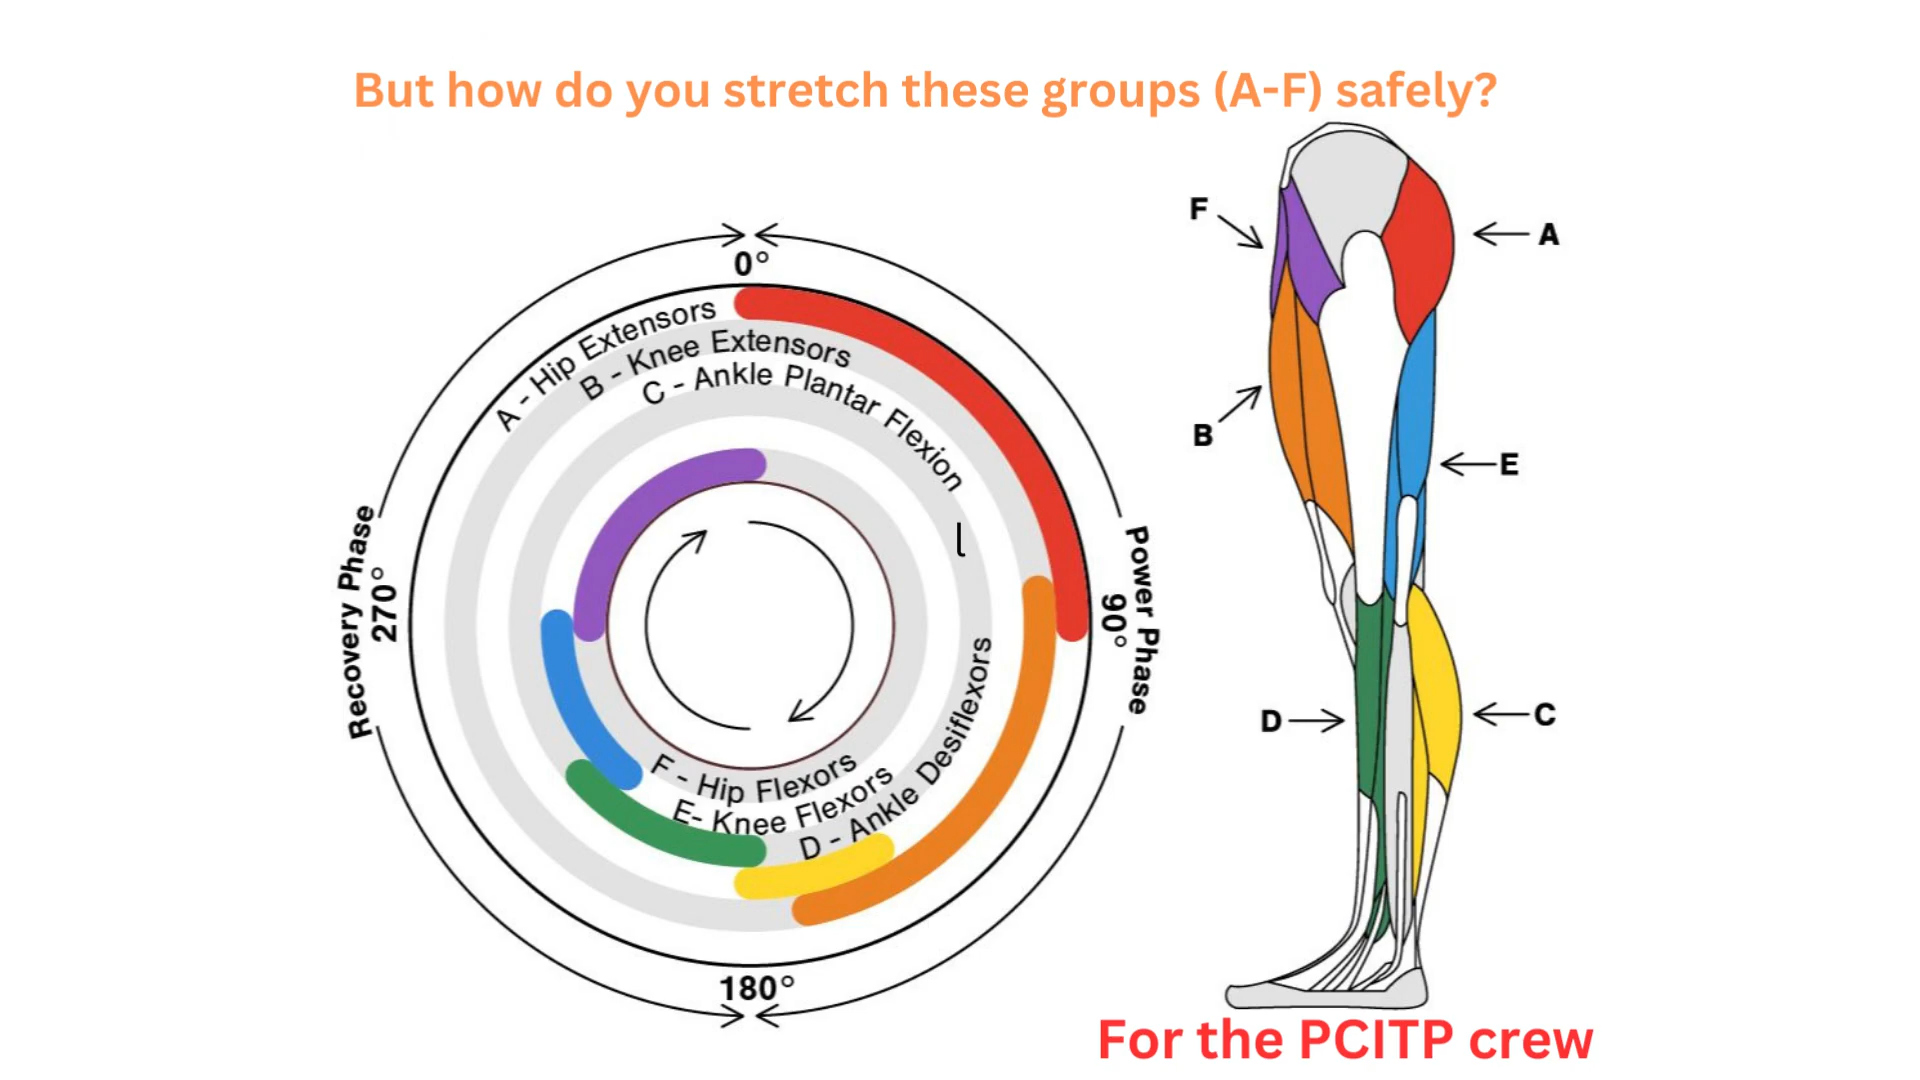 But how do you stretch these groups (A-F) safely?
0°
A - Hip Extensors
B - Knee Extensors
C - Ankle Plantar Flexion
l
Recovery Phase
270°
Power Phase
90°
F - Hip Flexors
E- Knee Flexors
D - Ankle Desiflexors
180°
F
A
B
E
D
C
For the PCITP crew